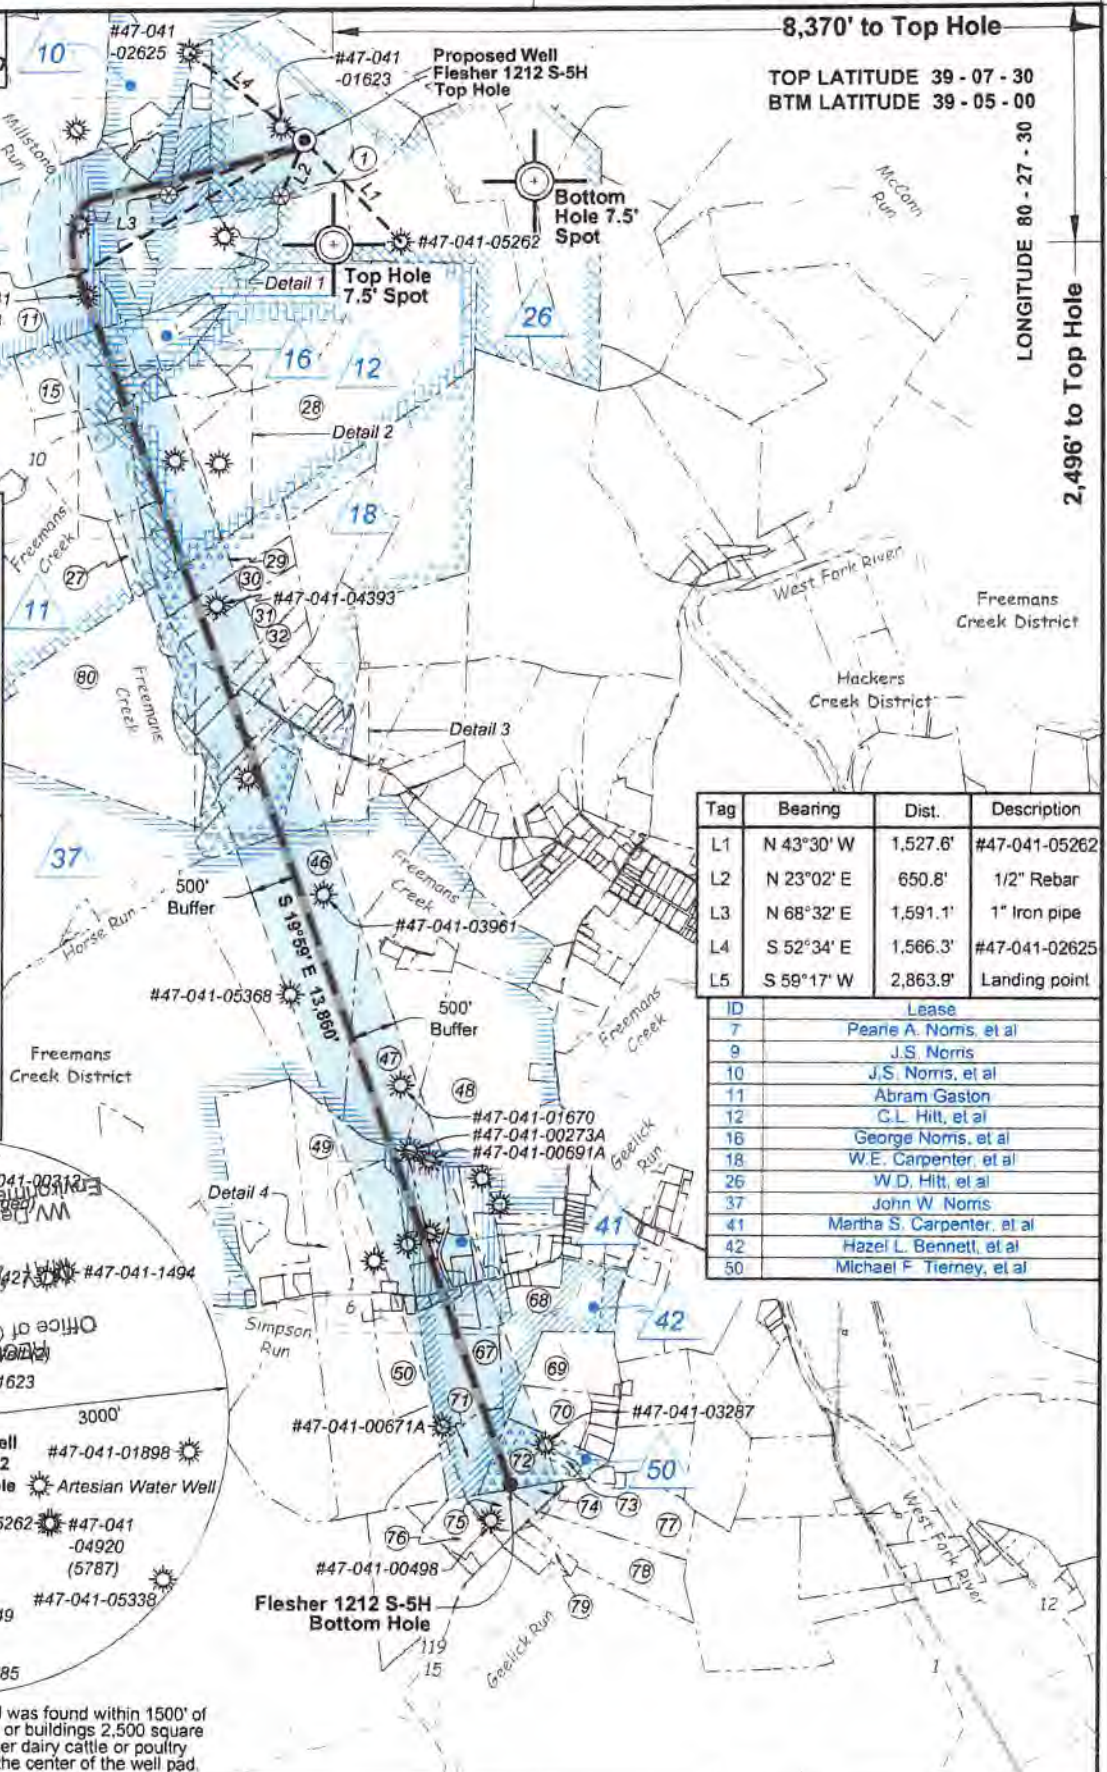 8,370' to Top Hole
TOP LATITUDE 39 - 07 - 30
BTM LATITUDE 39 - 05 - 00
LONGITUDE 80 - 27 - 30
2,496' to Top Hole
10
#47-041
-02625
#47-041
-01623
Proposed Well
Flesher 1212 S-5H
Top Hole
Millstone
Run
L4
L2
1
L1
L3
McCann
Run
Bottom
Hole 7.5'
Spot
#47-041-05262
Detail 1
Top Hole
7.5' Spot
11
26
16
12
15
28
Detail 2
10
18
Freemans
Creek
27
29
30
#47-041-04393
31
32
11
1
West Fork River
Freemans
Creek District
80
Freemans
Creek
Hackers
Creek District
Detail 3
37
46
500'
Buffer
Freemans
Creek
Horse Run
#47-041-03961
S 19°59' E 13,860'
#47-041-05368
500'
Buffer
Freemans
Creek
Freemans
Creek District
47
48
#47-041-01670
#47-041-00273A
#47-041-00691A
49
Geelick
Run
Detail 4
41
Tag Bearing Dist. Description
L1 N 43°30' W 1,527.6' #47-041-05262
L2 N 23°02' E 650.8' 1/2" Rebar
L3 N 68°32' E 1,591.1' 1" Iron pipe
L4 S 52°34' E 1,566.3' #47-041-02625
L5 S 59°17' W 2,863.9' Landing point
ID Lease
7 Pearle A. Norris, et al
9 J.S. Norris
10 J.S. Norris, et al
11 Abram Gaston
12 C.L. Hitt, et al
16 George Norris, et al
18 W.E. Carpenter, et al
26 W.D. Hitt, et al
37 John W. Norris
41 Martha S. Carpenter, et al
42 Hazel L. Bennett, et al
50 Michael F. Tierney, et al
041-00312
#47-041-1494
Office of
1623
3000'
#47-041-01898
Artesian Water Well
5262
#47-041
-04920
(5787)
#47-041-05338
49
85
1
6
Simpson
Run
68
42
50
67
69
71
70
#47-041-03287
#47-041-00671A
72
50
74
73
75
76
77
#47-041-00498
78
Flesher 1212 S-5H
Bottom Hole
79
119
15
Geelick Run
West Fork
River
12
1
was found within 1500' of
or buildings 2,500 square
er dairy cattle or poultry
the center of the well pad.